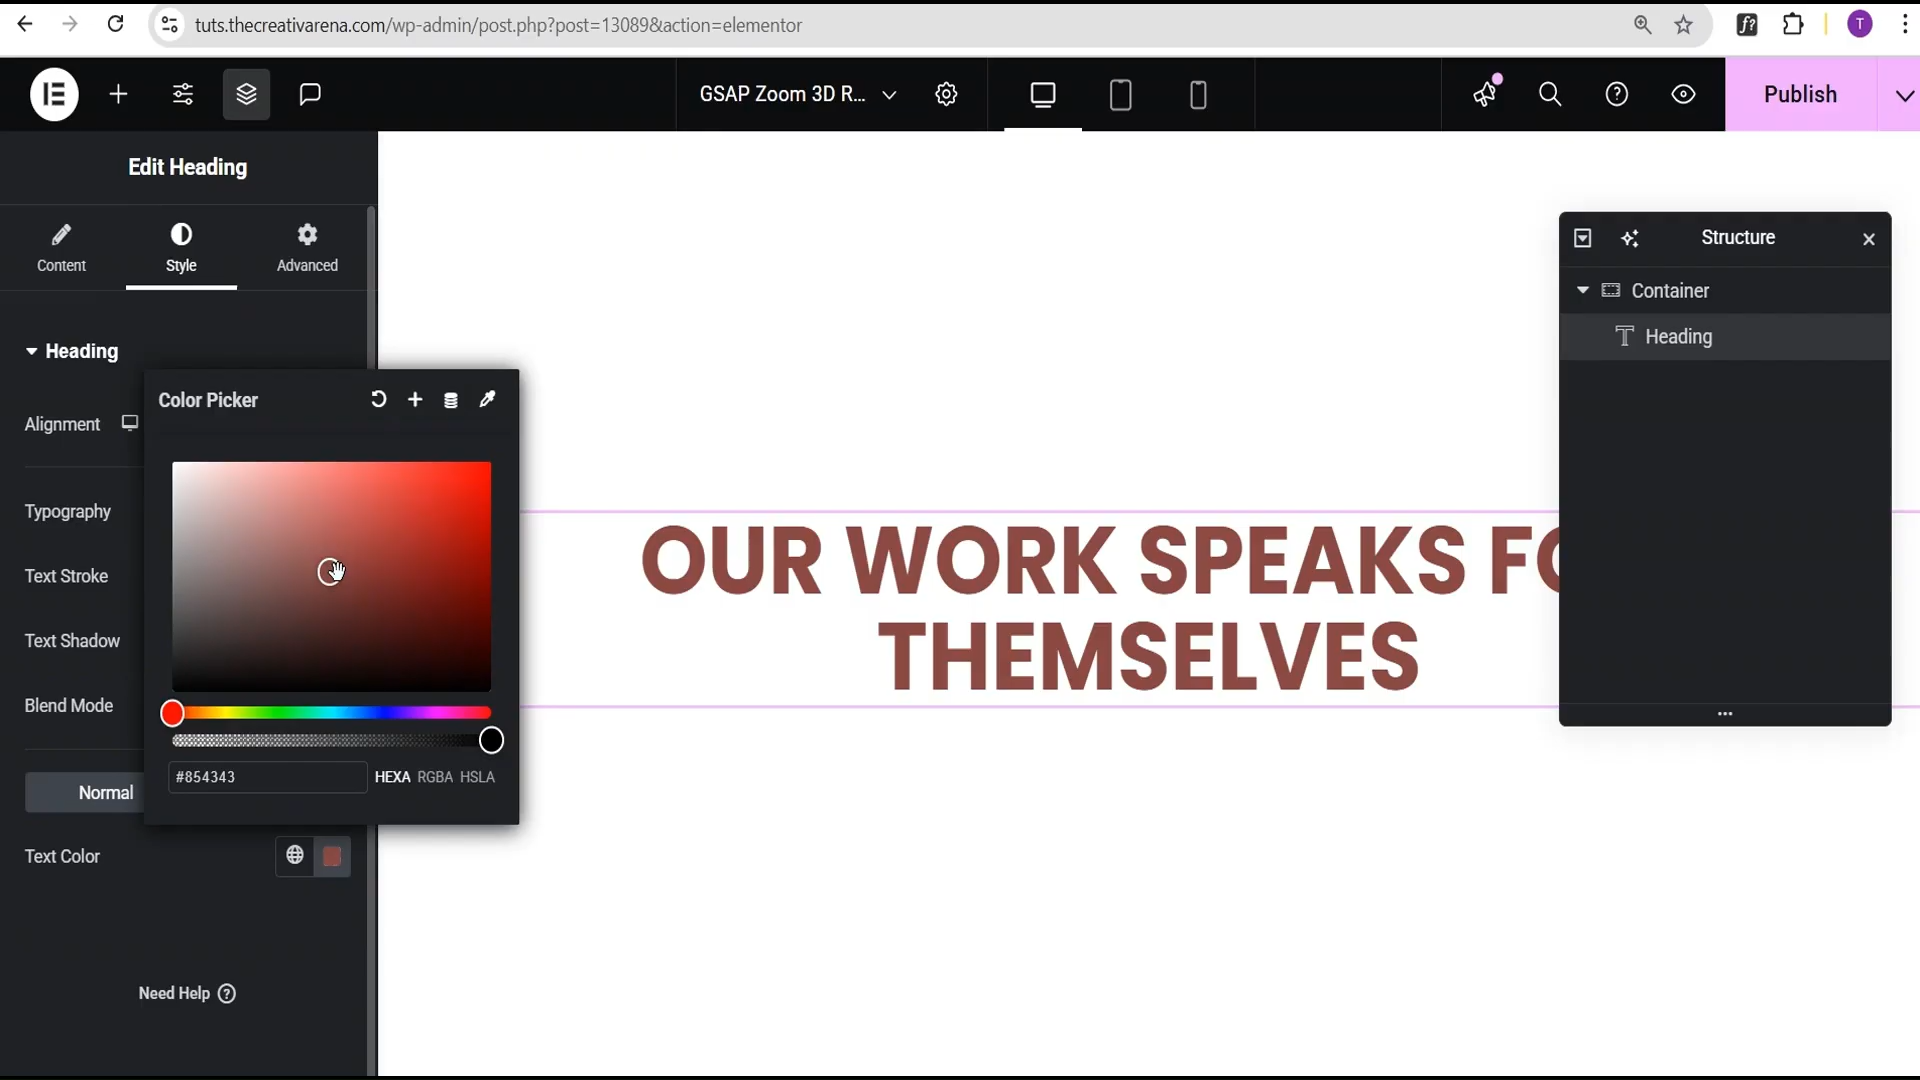 tuts.thecreativarena.com/wp-admin/post.php?post=13089&action=elementor
T
GSAP Zoom 3D R...
Publish
Edit Heading
Content
Style
Advanced
Structure
Container
Heading
Heading
Color Picker
Alignment
Typography
Text Stroke
Text Shadow
Blend Mode
#854343
HEXA RGBA HSLA
Normal
Text Color
Need Help
OUR WORK SPEAKS FO
THEMSELVES